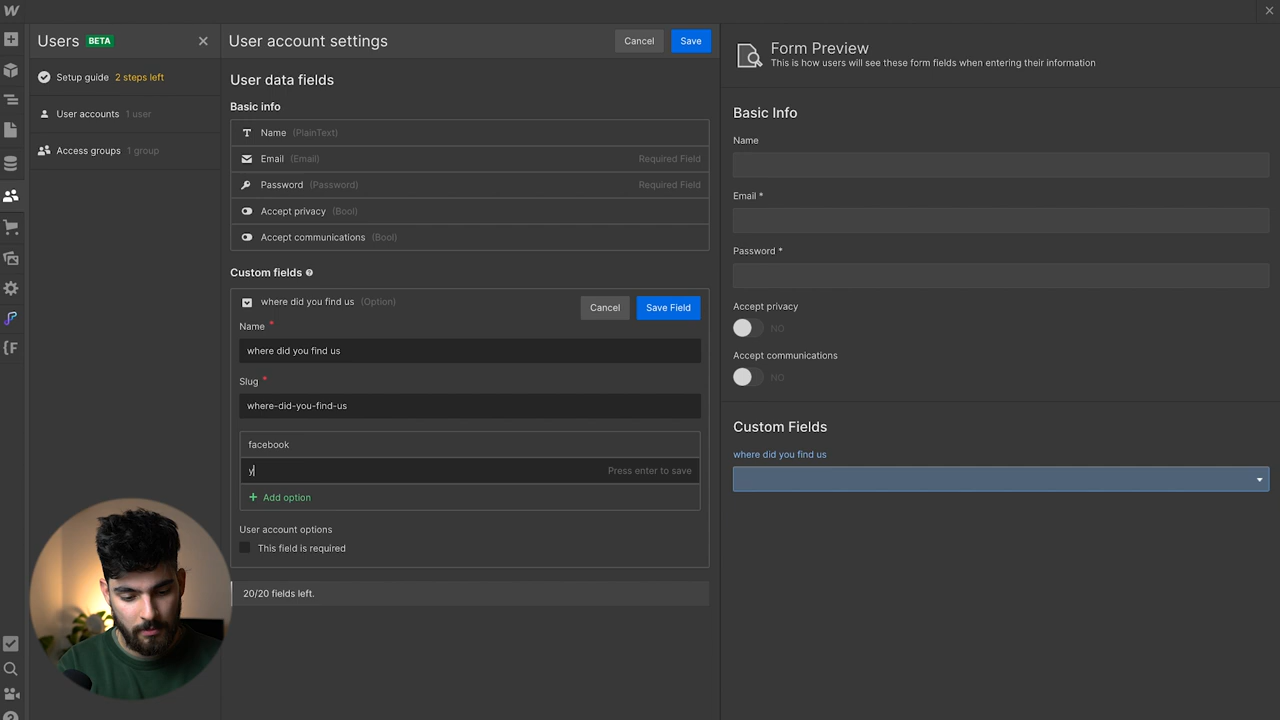 Users BETA
Setup guide 2 steps left
User accounts 1 user
Access groups 1 group
User account settings
Cancel
Save
User data fields
Basic info
Name (PlainText)
Email (Email) Required Field
Password (Password) Required Field
Accept privacy (Bool)
Accept communications (Bool)
Custom fields
where did you find us (Option)
Cancel
Save Field
Name *
where did you find us
Slug *
where-did-you-find-us
facebook
y Press enter to save
+ Add option
User account options
This field is required
20/20 fields left.
Form Preview
This is how users will see these form fields when entering their information
Basic Info
Name
Email *
Password *
Accept privacy
NO
Accept communications
NO
Custom Fields
where did you find us